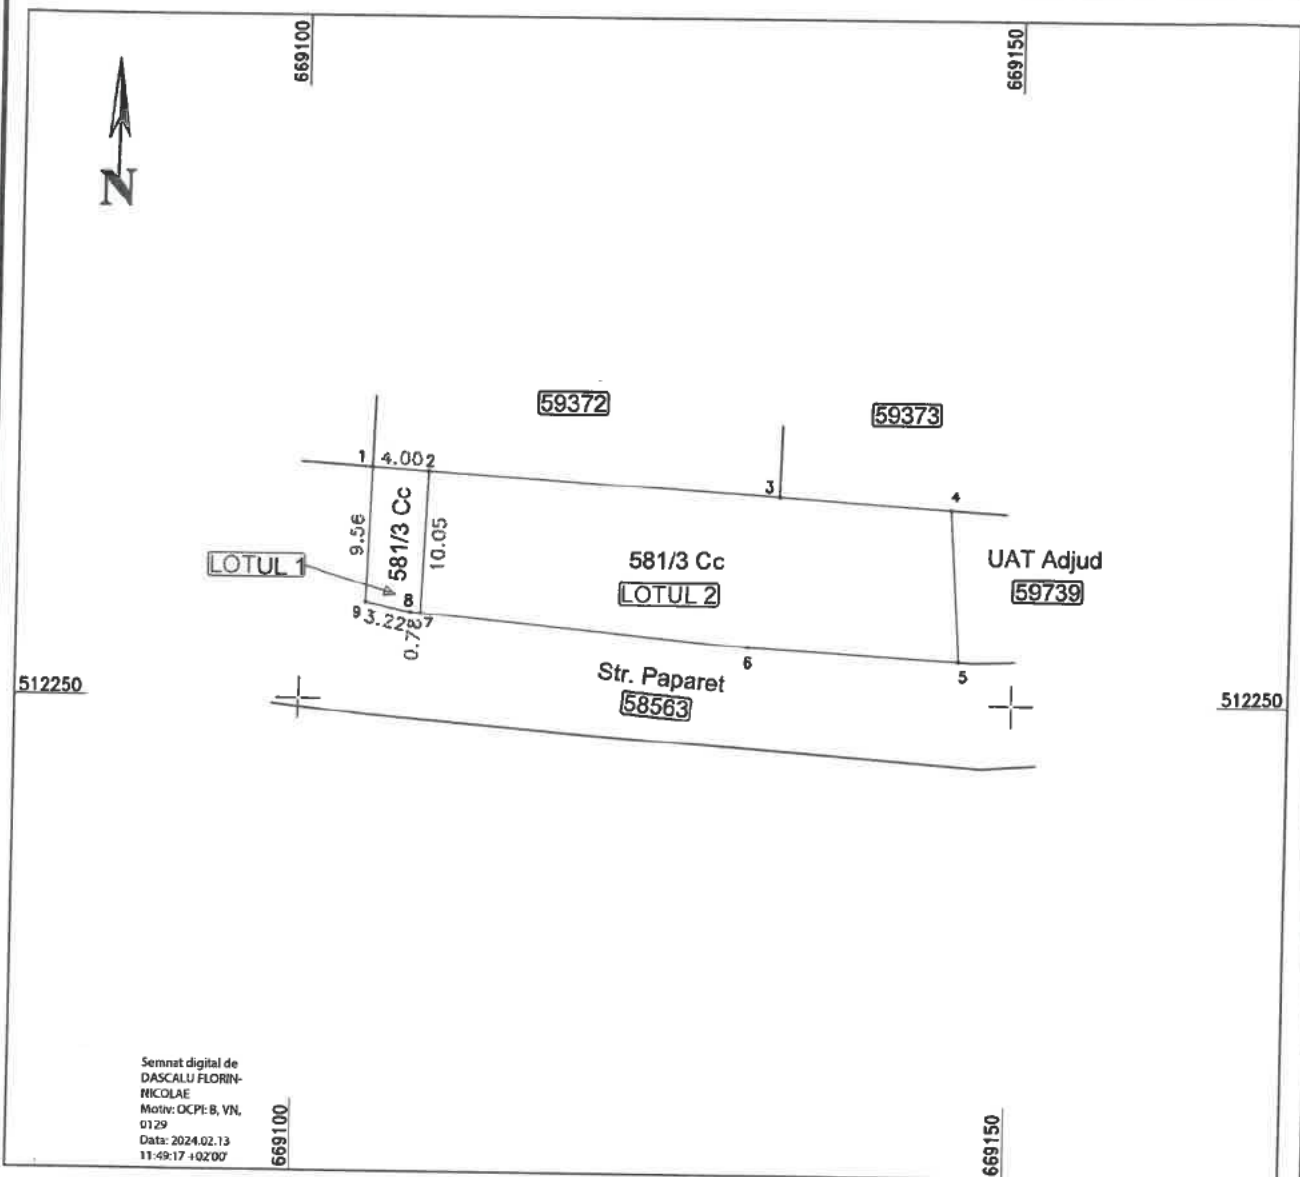 669100
669150
N
59372
59373
1
4.00
2
3
4
9.56
581/3 Cc
10.05
LOTUL 1
581/3 Cc
LOTUL 2
UAT Adjud
59739
8
9
3.22
7
0.78
6
5
Str. Paparet
58563
512250
512250
Semnat digital de
DASCALU FLORIN-
NICOLAE
Motiv: OCPI: B, VN,
0129
Data: 2024.02.13
11:49:17 +02'00'
669100
669150